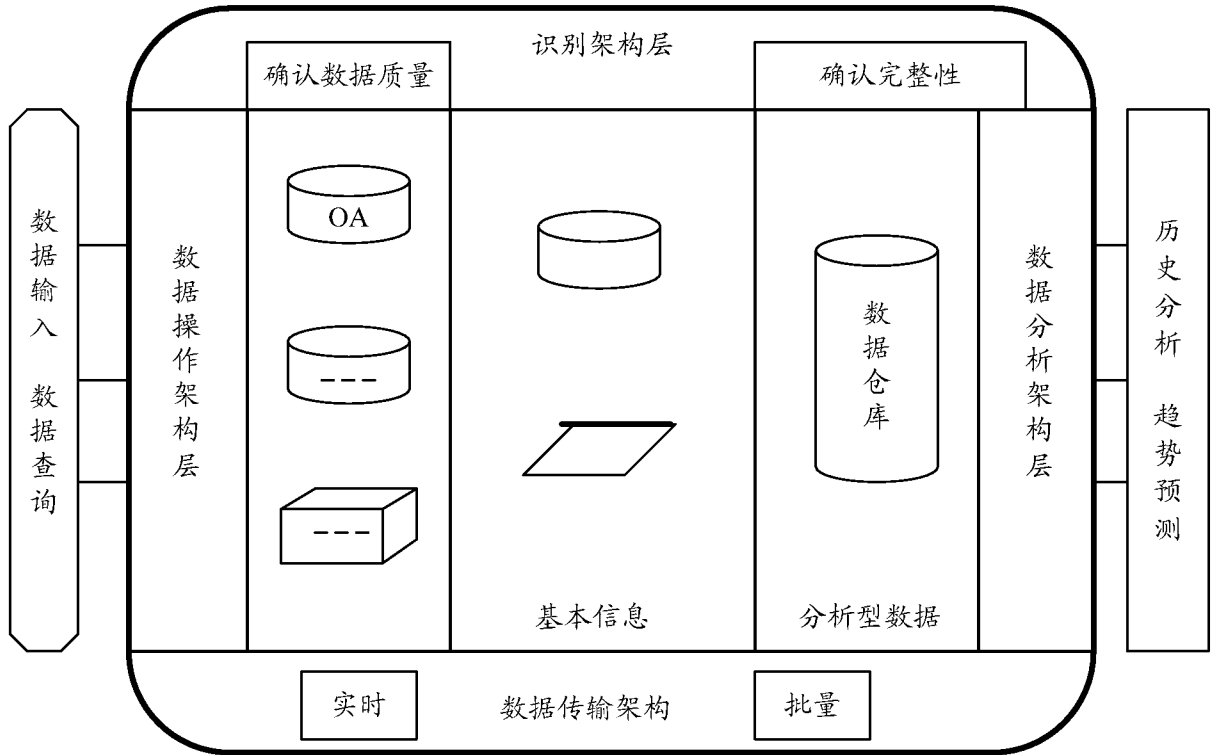 识别架构层
确认数据质量
确认完整性
数据输入 数据查询
数据操作架构层
OA
---
---
基本信息
数据仓库
分析型数据
数据分析架构层
历史分析 趋势预测
实时
数据传输架构
批量